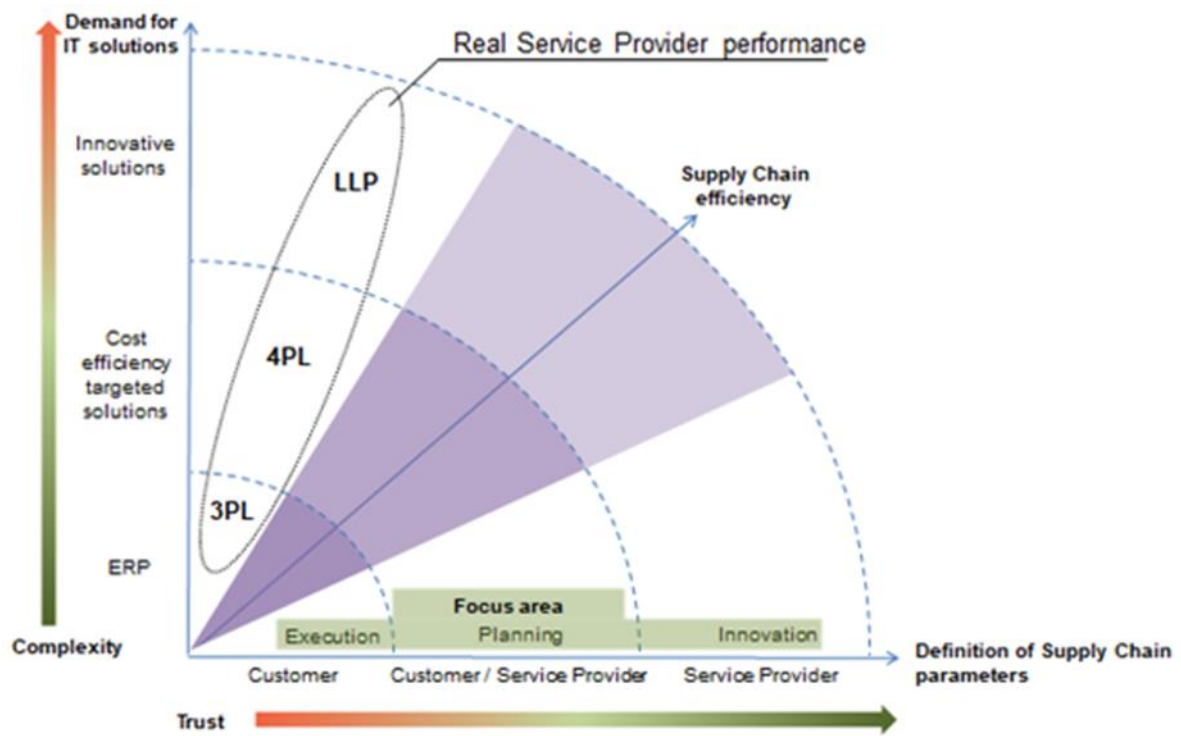 Demand for
IT solutions
Real Service Provider performance
Innovative
solutions
LLP
Supply Chain
efficiency
Cost
efficiency
targeted
solutions
4PL
3PL
ERP
Focus area
Execution
Planning
Innovation
Complexity
Definition of Supply Chain
parameters
Customer
Customer / Service Provider
Service Provider
Trust